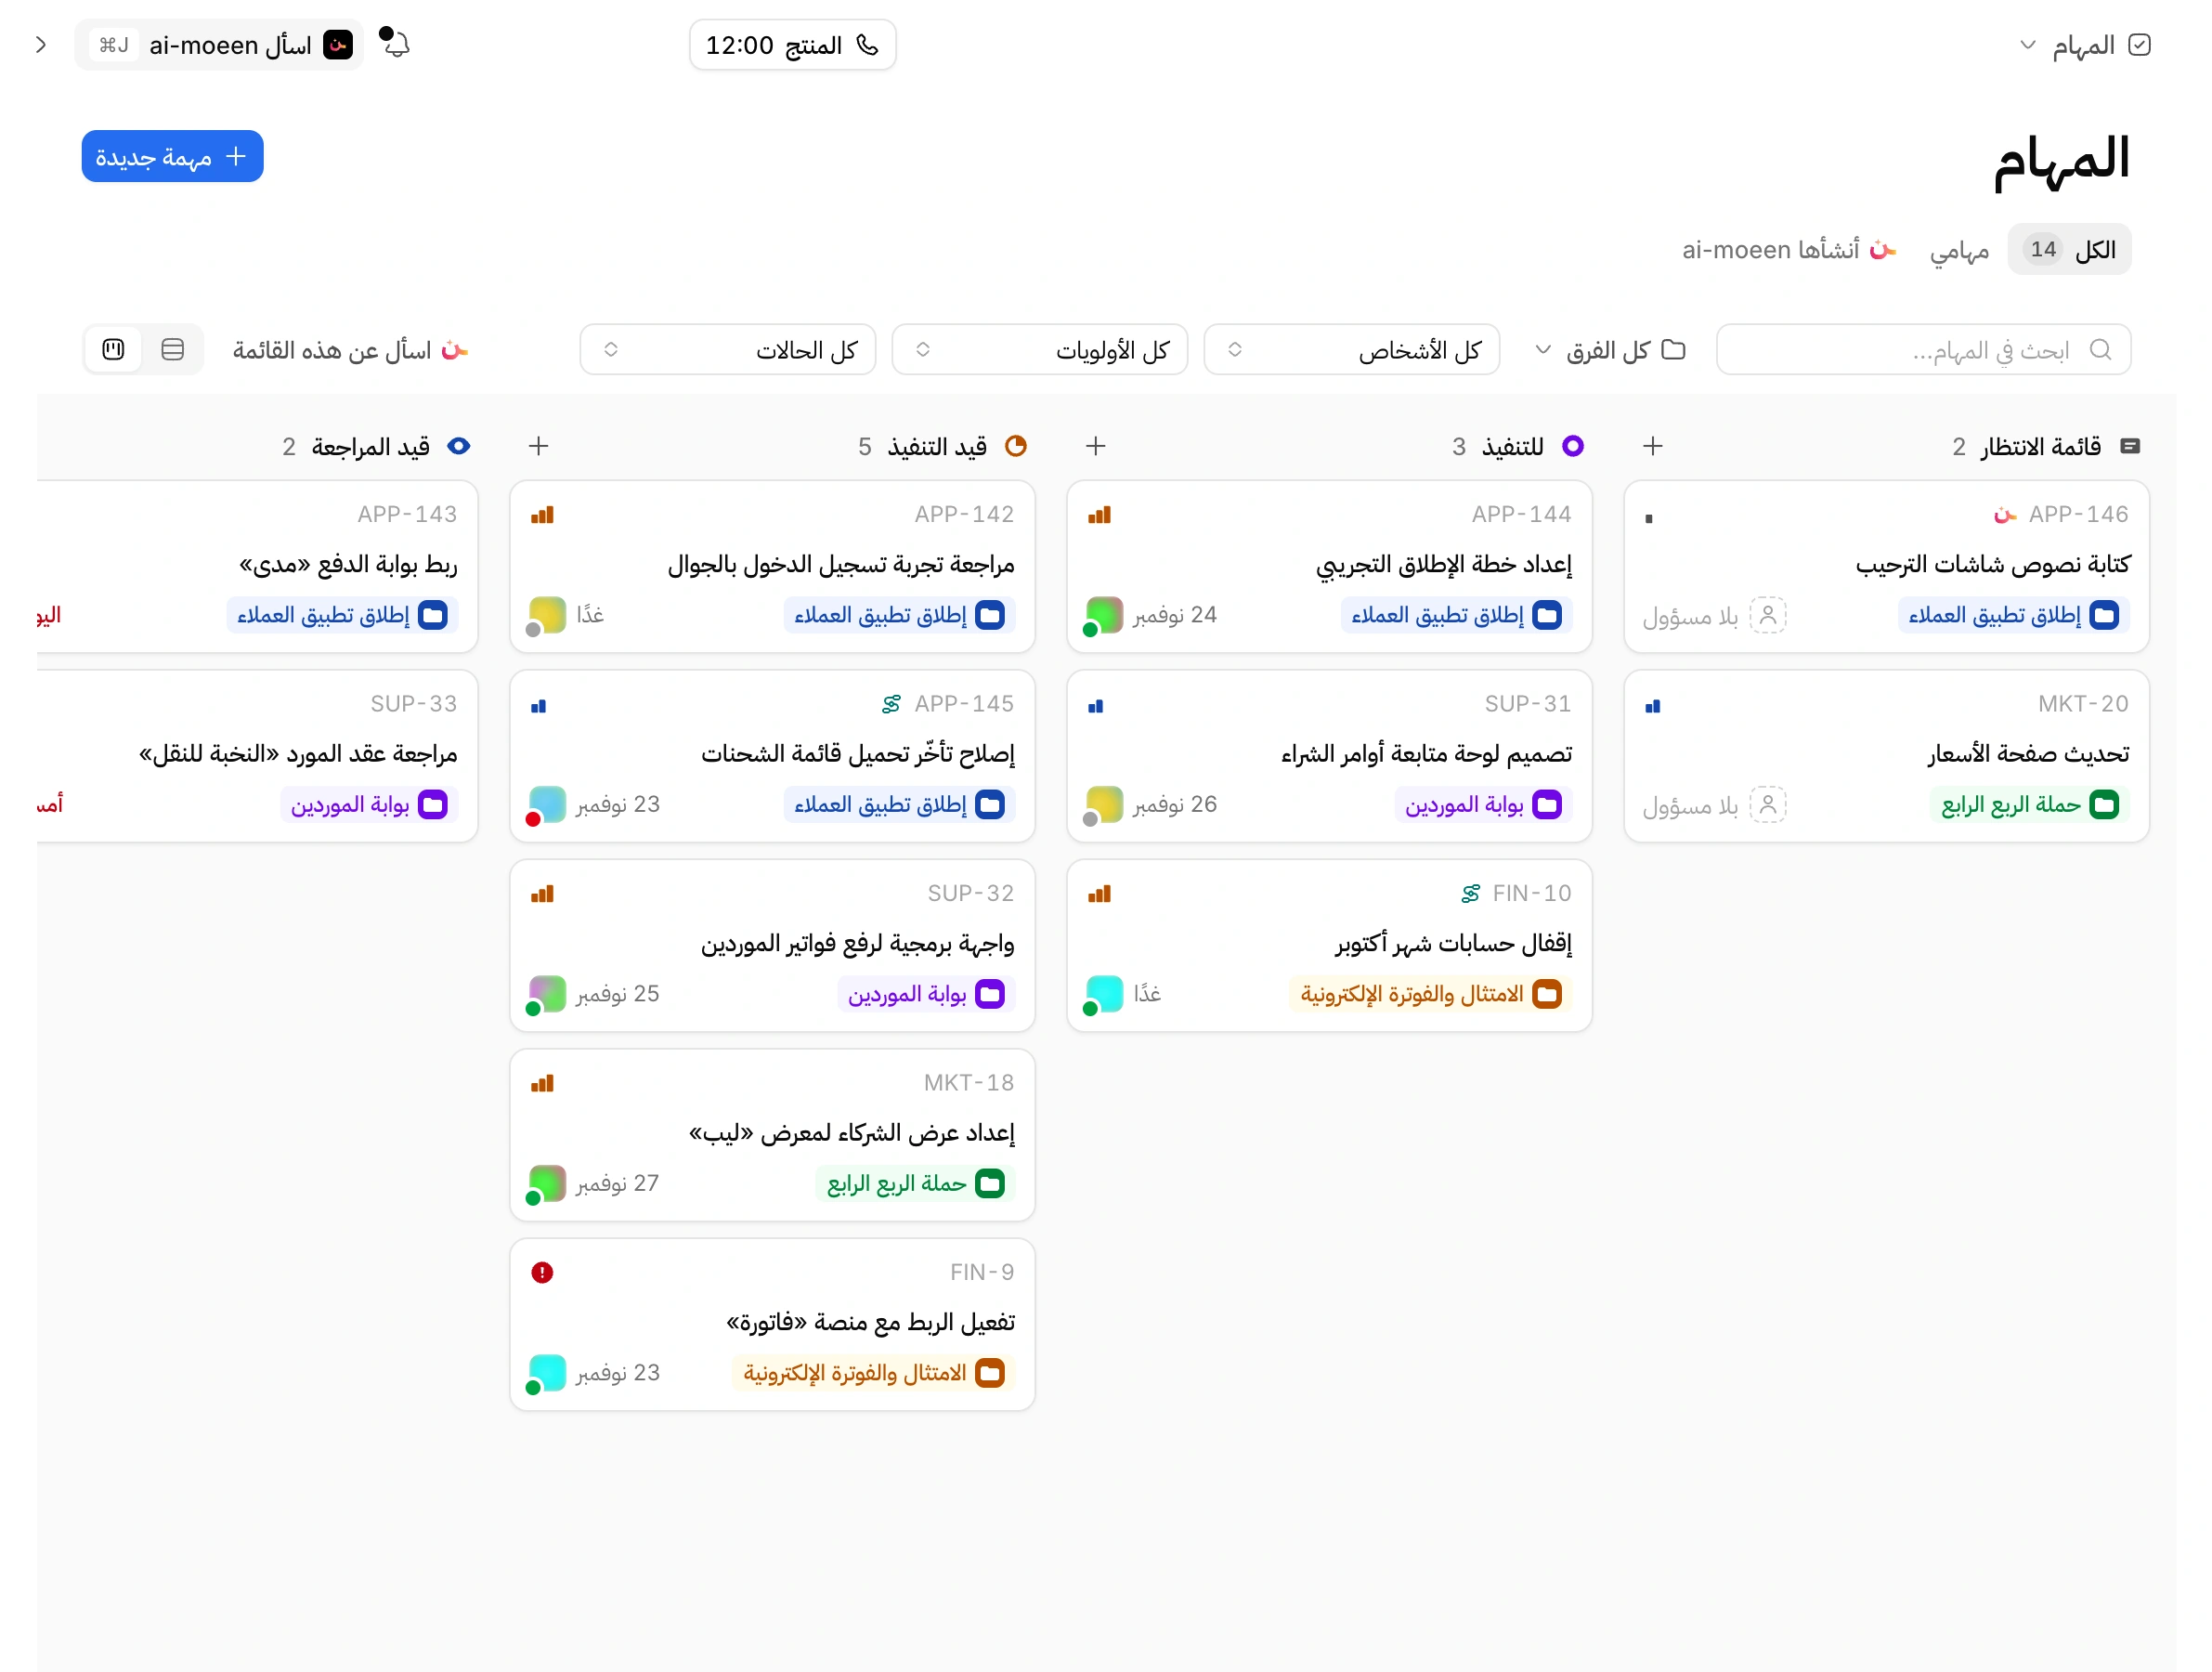 المهام
المنتج 12:00
اسأل ai-moeen ⌘J
المهام
مهمة جديدة
الكل 14
مهامي
أنشأها ai-moeen
ابحث في المهام...
كل الفرق
كل الأشخاص
كل الأولويات
كل الحالات
اسأل عن هذه القائمة
قائمة الانتظار 2
APP-146
كتابة نصوص شاشات الترحيب
إطلاق تطبيق العملاء
بلا مسؤول
MKT-20
تحديث صفحة الأسعار
حملة الربع الرابع
بلا مسؤول
للتنفيذ 3
APP-144
إعداد خطة الإطلاق التجريبي
إطلاق تطبيق العملاء
24 نوفمبر
SUP-31
تصميم لوحة متابعة أوامر الشراء
بوابة الموردين
26 نوفمبر
FIN-10
إقفال حسابات شهر أكتوبر
الامتثال والفوترة الإلكترونية
غدًا
قيد التنفيذ 5
APP-142
مراجعة تجربة تسجيل الدخول بالجوال
إطلاق تطبيق العملاء
غدًا
APP-145
إصلاح تأخّر تحميل قائمة الشحنات
إطلاق تطبيق العملاء
23 نوفمبر
SUP-32
واجهة برمجية لرفع فواتير الموردين
بوابة الموردين
25 نوفمبر
MKT-18
إعداد عرض الشركاء لمعرض «ليب»
حملة الربع الرابع
27 نوفمبر
FIN-9
تفعيل الربط مع منصة «فاتورة»
الامتثال والفوترة الإلكترونية
23 نوفمبر
قيد المراجعة 2
APP-143
ربط بوابة الدفع «مدى»
إطلاق تطبيق العملاء
SUP-33
مراجعة عقد المورد «النخبة للنقل»
بوابة الموردين